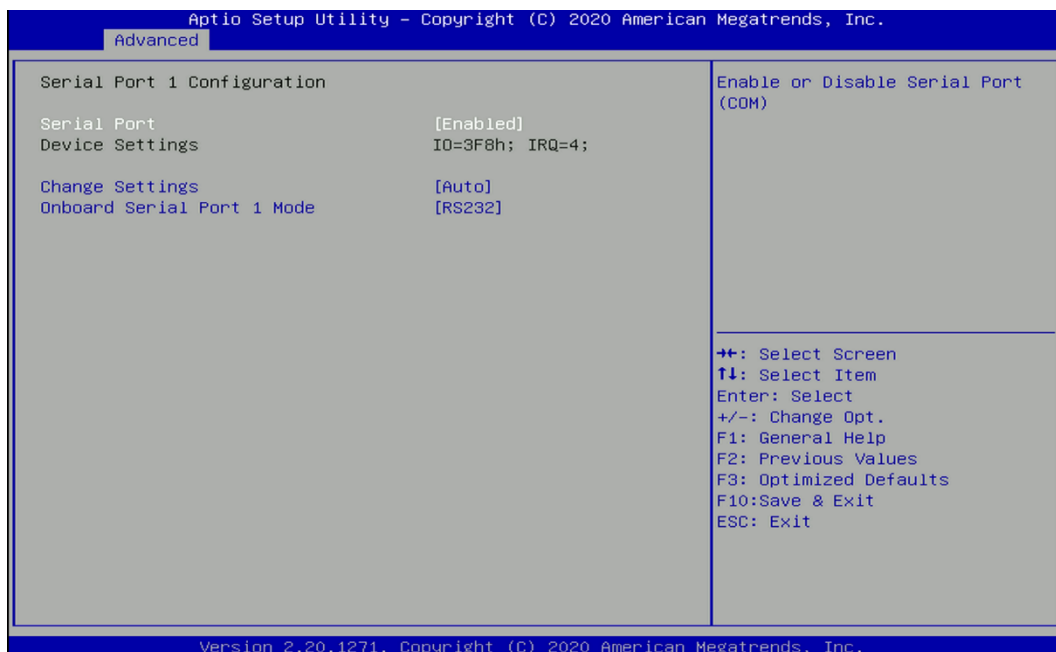 Aptio Setup Utility – Copyright (C) 2020 American Megatrends, Inc.
Advanced
Serial Port 1 Configuration
Serial Port [Enabled]
Device Settings IO=3F8h; IRQ=4;
Change Settings [Auto]
Onboard Serial Port 1 Mode [RS232]
Enable or Disable Serial Port
(COM)
→←: Select Screen
↑↓: Select Item
Enter: Select
+/-: Change Opt.
F1: General Help
F2: Previous Values
F3: Optimized Defaults
F10:Save & Exit
ESC: Exit
Version 2.20.1271. Copyright (C) 2020 American Megatrends, Inc.